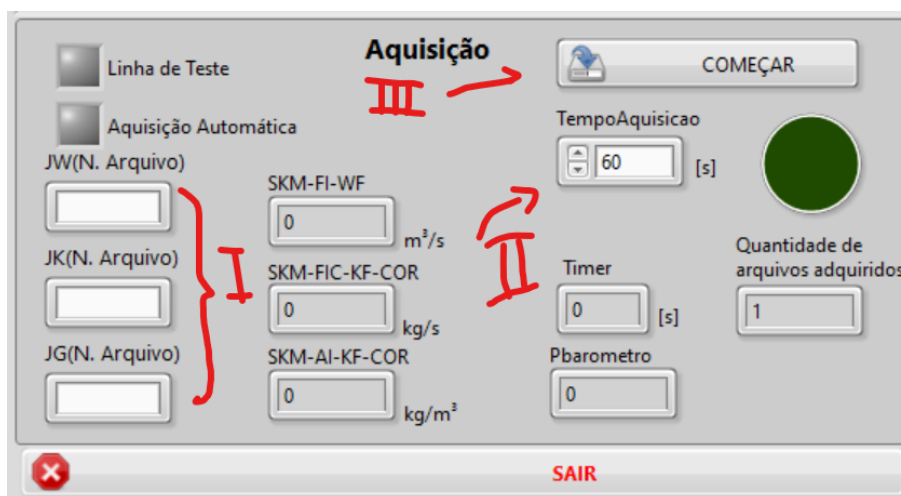 Aquisição
Linha de Teste
COMEÇAR
III
Aquisição Automática
TempoAquisicao
60
[s]
JW(N. Arquivo)
SKM-FI-WF
0
m³/s
I
II
JK(N. Arquivo)
SKM-FIC-KF-COR
0
kg/s
Timer
0
[s]
Quantidade de
arquivos adquiridos
1
JG(N. Arquivo)
SKM-AI-KF-COR
0
kg/m³
Pbarometro
0
SAIR